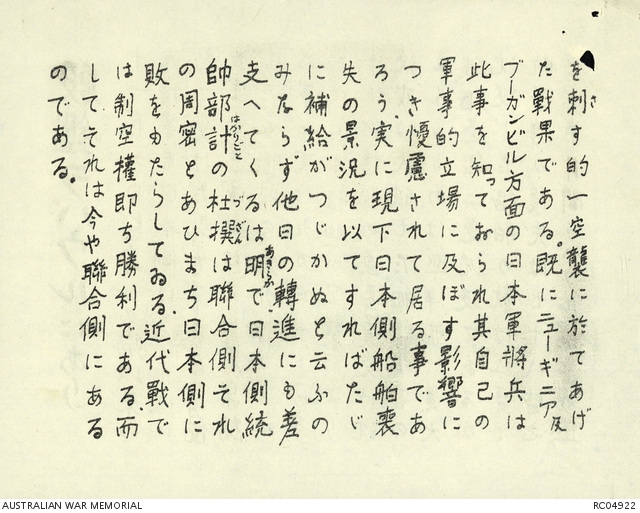 を刺す的一空襲に於てあげ
た戰果である。既にニューギニア及
ブーガンビル方面の日本軍將兵は
此事を知っておられ其自己の
軍事的立場に及ぼす影響に
つき懮慮されて居る事であ
ろう、実に現下日本側船舶喪
失の景況を以てすればたゞ
に補給がつゞかぬと云ふの
みならず他日の轉進にも差
支へてくるは明で、日本側統
帥部計の杜撰は聯合側それ
の周密とあひまち日本側に
敗をもたらしてゐる、近代戰で
は制空權即ち勝利である、而
して、それは今や聯合側にある
のである。
AUSTRALIAN WAR MEMORIAL
RC04922